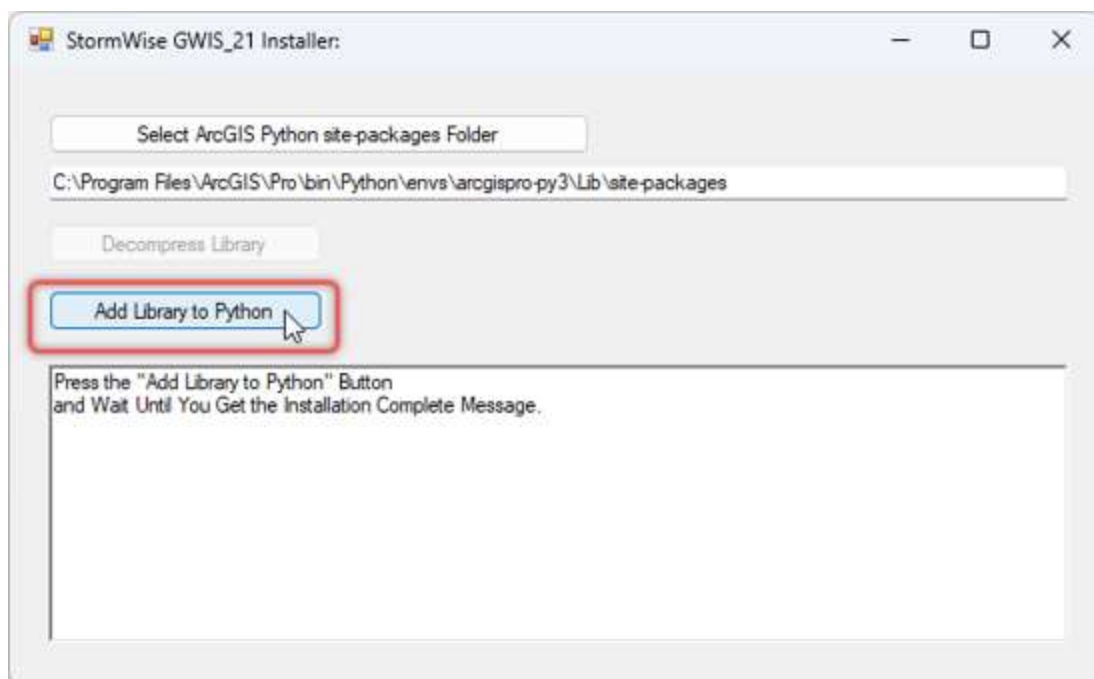 StormWise GWIS_21 Installer:
Select ArcGIS Python site-packages Folder
C:\Program Files\ArcGIS\Pro\bin\Python\envs\arcgispro-py3\Lib\site-packages
Decompress Library
Add Library to Python
Press the "Add Library to Python" Button
and Wait Until You Get the Installation Complete Message.